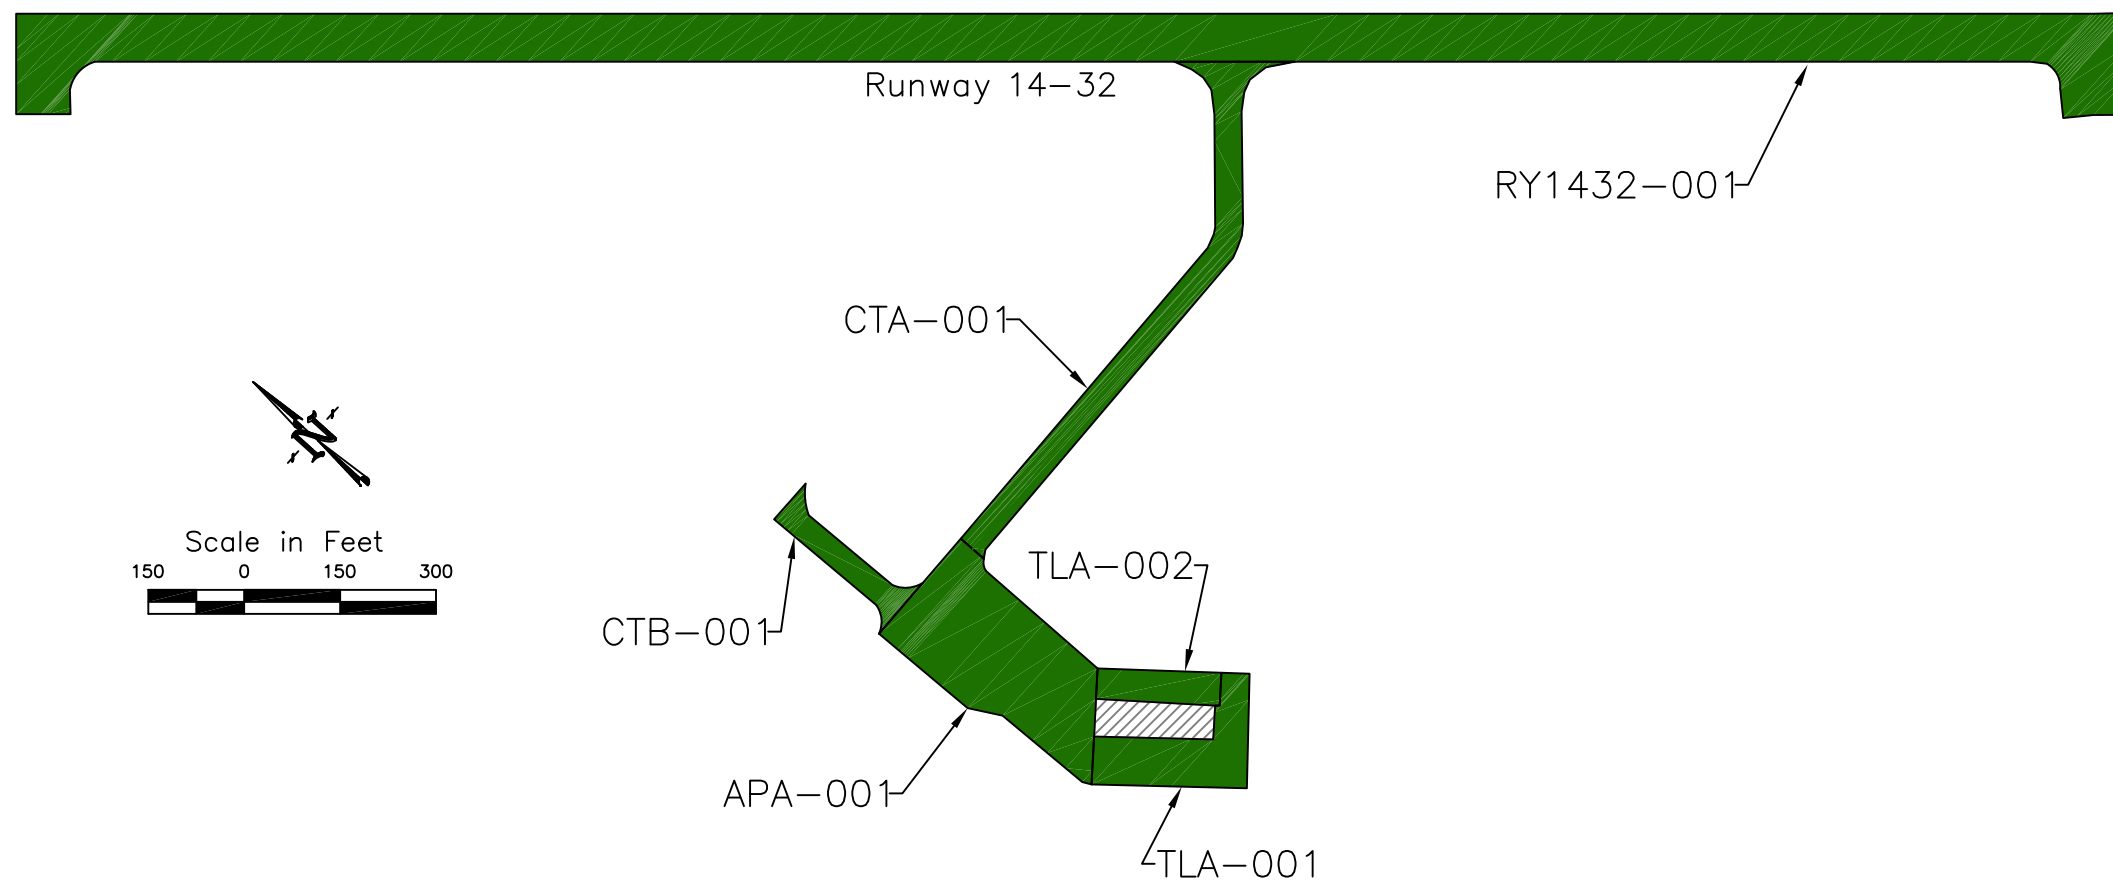 Runway 14-32
RY1432-001
CTA-001
N
Scale in Feet
150 0 150 300
TLA-002
CTB-001
APA-001
TLA-001